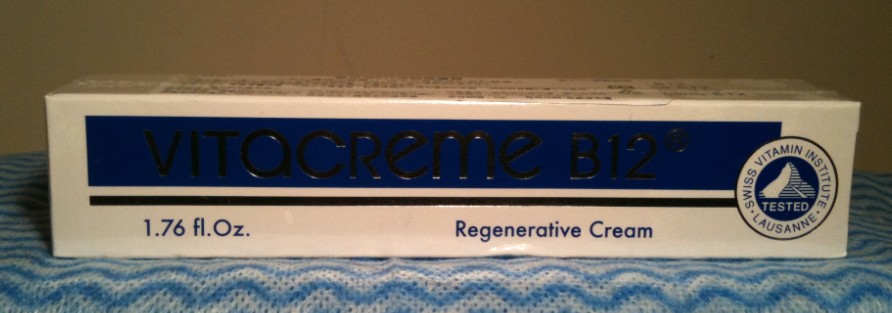 VITACREME B12®
1.76 fl.Oz.
Regenerative Cream
SWISS VITAMIN INSTITUTE · LAUSANNE ·
TESTED